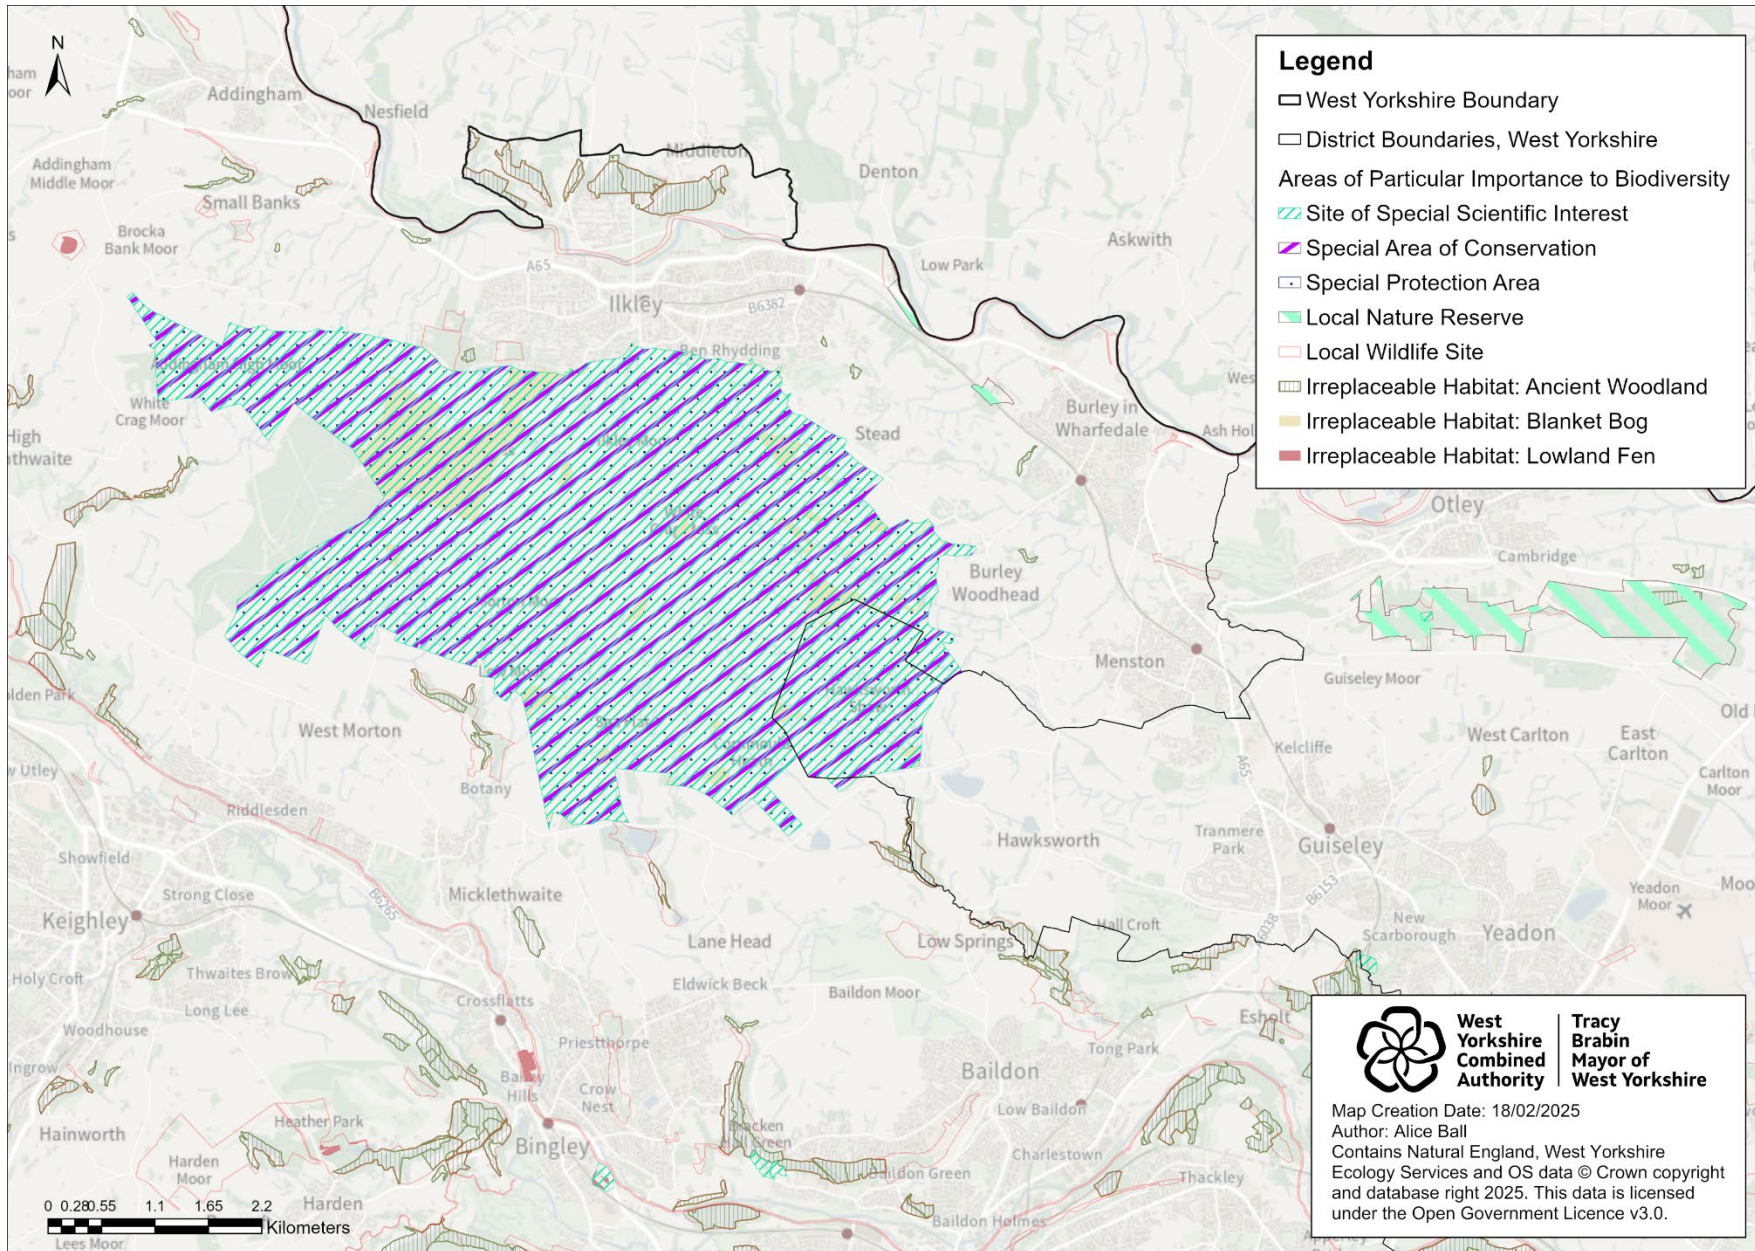 N
Legend
West Yorkshire Boundary
District Boundaries, West Yorkshire
Areas of Particular Importance to Biodiversity
Site of Special Scientific Interest
Special Area of Conservation
Special Protection Area
Local Nature Reserve
Local Wildlife Site
Irreplaceable Habitat: Ancient Woodland
Irreplaceable Habitat: Blanket Bog
Irreplaceable Habitat: Lowland Fen
Addingham
Nesfield
Middleton
Denton
Addingham
Middle Moor
Small Banks
Brocka
Bank Moor
Askwith
Low Park
A65
Ilkley
B6382
Ben Rhydding
Addingham High Moor
White
Crag Moor
Burley in
Wharfedale
Stead
Ash Hol
High
Otley
Cambridge
Burley
Woodhead
Menston
Guiseley Moor
West Morton
Kelcliffe
West Carlton
East
Carlton
Carlton
Moor
A65
Botany
Riddlesden
Hawksworth
Tranmere
Park
Guiseley
Showfield
Strong Close
B6265
Micklethwaite
B6153
Yeadon
Moor
Keighley
Hall Croft
New
Scarborough
Yeadon
Lane Head
Low Springs
Holy Croft
Thwaites Brow
Eldwick Beck
Baildon Moor
Long Lee
Crossflatts
Woodhouse
Priestthorpe
Esholt
Tong Park
Ingrow
Crow
Nest
Baildon
Low Baildon
Heather Park
Hainworth
Bingley
Charlestown
Harden
Moor
Baildon Green
Thackley
Harden
Baildon Holmes
Lees Moor
0 0.28 0.55 1.1 1.65 2.2
Kilometers
West
Yorkshire
Combined
Authority
Tracy
Brabin
Mayor of
West Yorkshire
Map Creation Date: 18/02/2025
Author: Alice Ball
Contains Natural England, West Yorkshire
Ecology Services and OS data © Crown copyright
and database right 2025. This data is licensed
under the Open Government Licence v3.0.